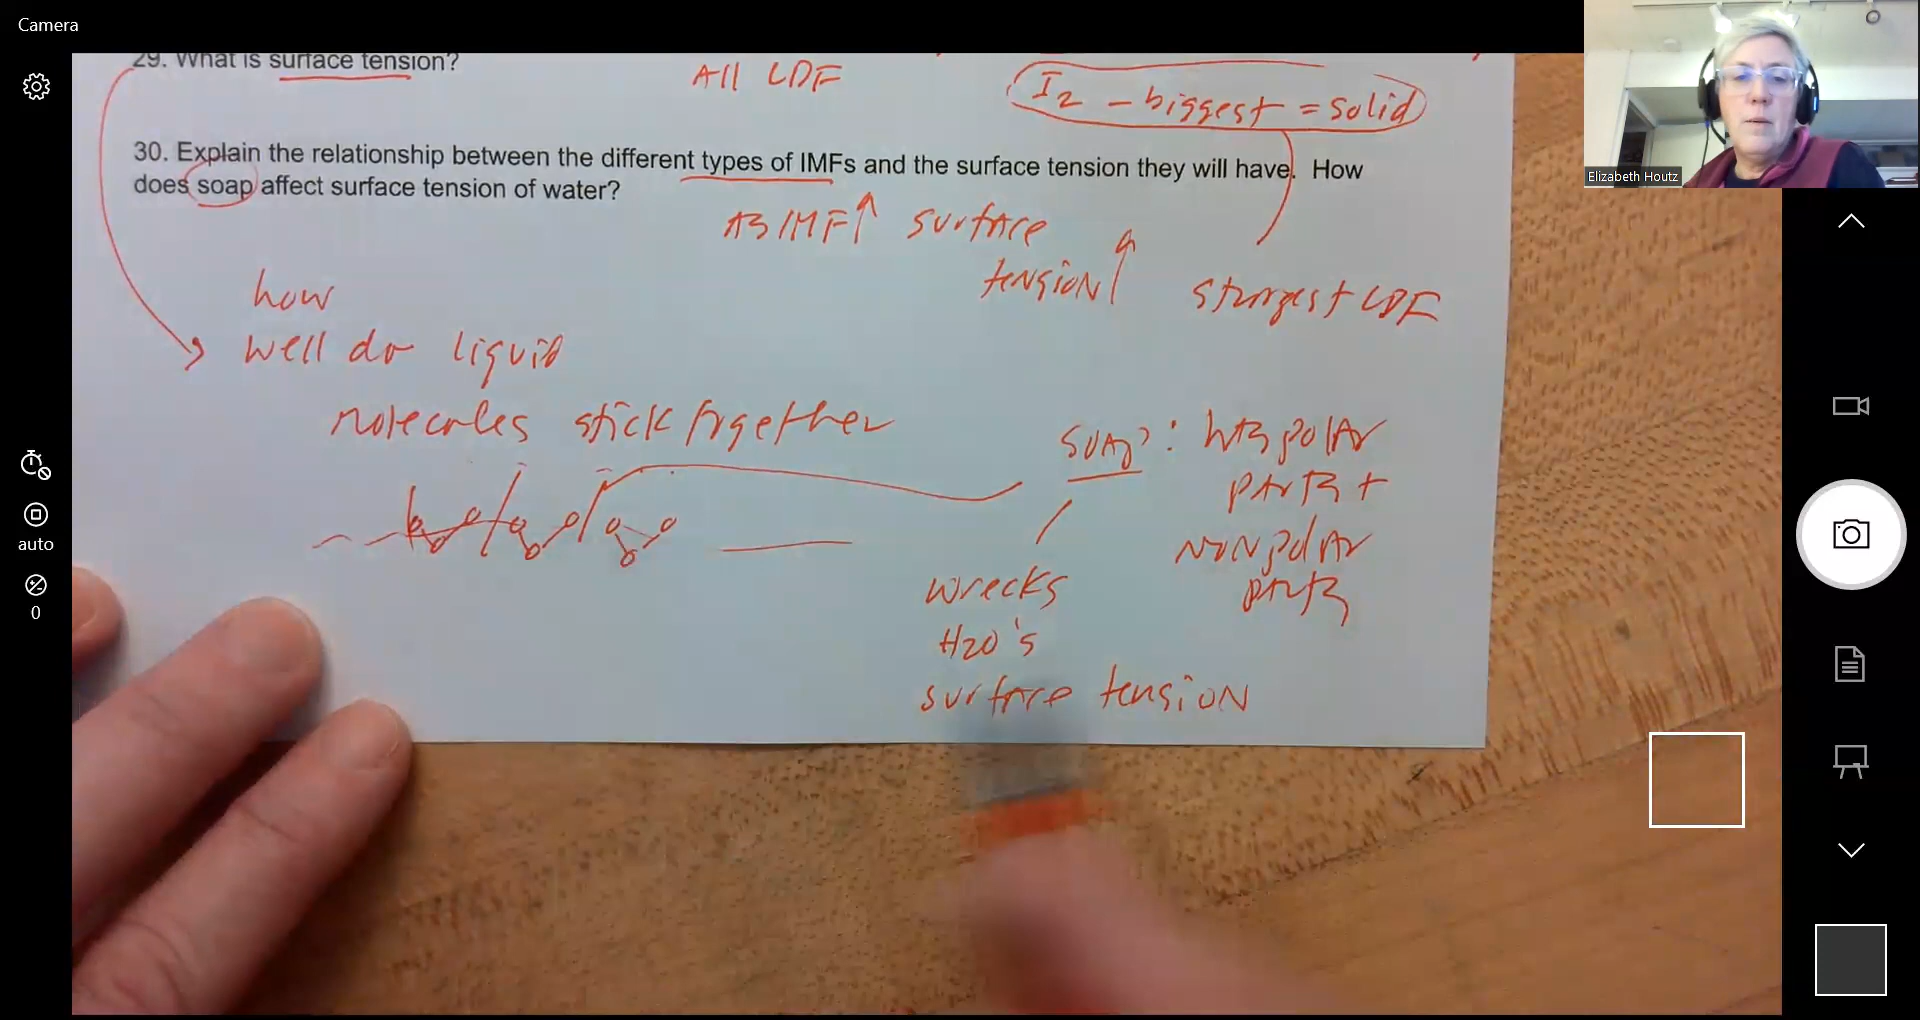 Camera
29. What is surface tension?
All LDF
I2 - biggest = solid
Elizabeth Houtz
30. Explain the relationship between the different types of IMFs and the surface tension they will have. How
does soap affect surface tension of water?
As IMF↑ surface
tension↑
strongest LDF
how
well do liquid
molecules stick together
soap: has polar
parts +
nonpolar
parts
wrecks
H2O's
surface tension
auto
0